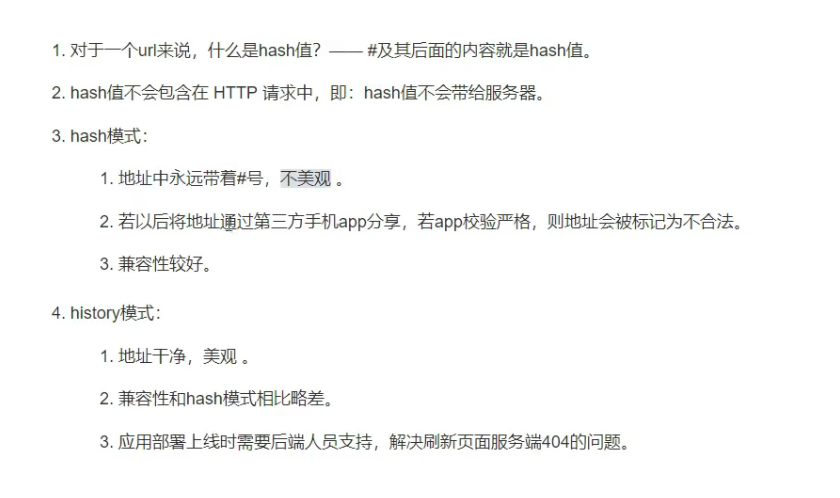 1. 对于一个url来说，什么是hash值？—— #及其后面的内容就是hash值。
2. hash值不会包含在 HTTP 请求中，即：hash值不会带给服务器。
3. hash模式：
1. 地址中永远带着#号，不美观 。
2. 若以后将地址通过第三方手机app分享，若app校验严格，则地址会被标记为不合法。
3. 兼容性较好。
4. history模式：
1. 地址干净，美观 。
2. 兼容性和hash模式相比略差。
3. 应用部署上线时需要后端人员支持，解决刷新页面服务端404的问题。